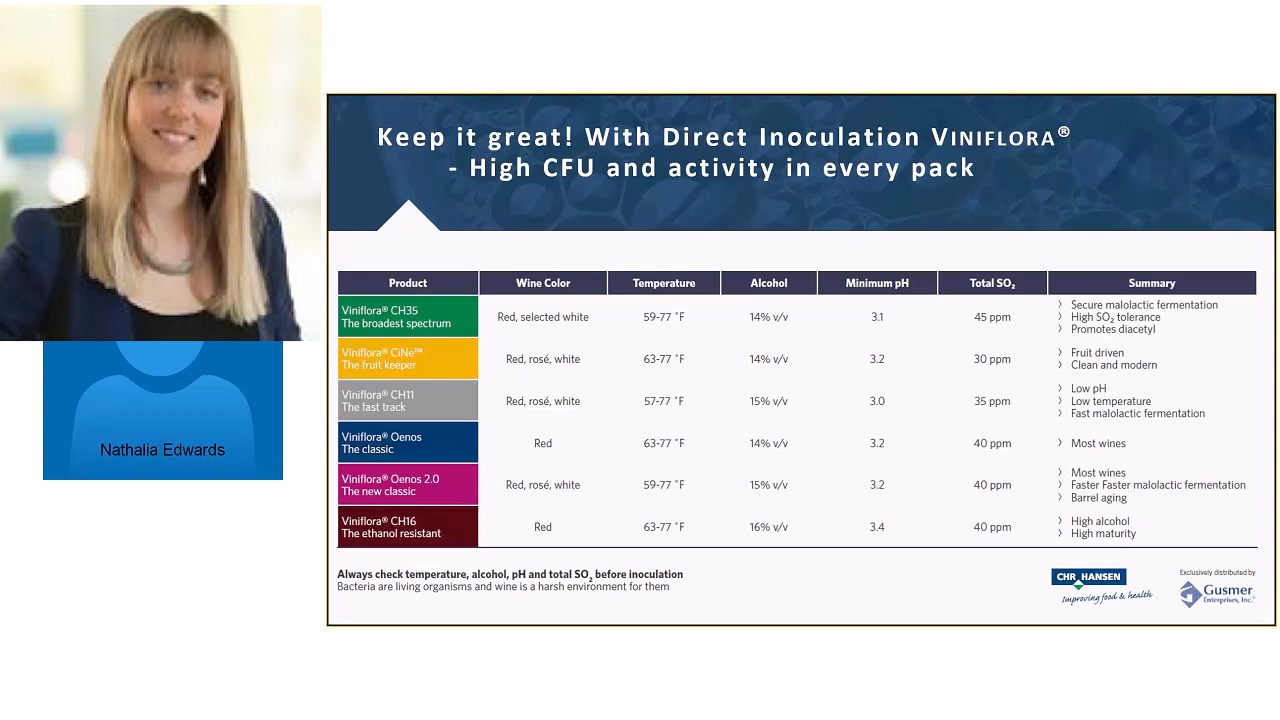 Keep it great! With Direct Inoculation VINIFLORA®
- High CFU and activity in every pack
Product Wine Color Temperature Alcohol Minimum pH Total SO₂ Summary
Viniflora® CH35
The broadest spectrum
Red, selected white 59-77 ˚F 14% v/v 3.1 45 ppm
› Secure malolactic fermentation
› High SO₂ tolerance
› Promotes diacetyl
Viniflora® CiNe™
The fruit keeper
Red, rosé, white 63-77 ˚F 14% v/v 3.2 30 ppm
› Fruit driven
› Clean and modern
Viniflora® CH11
The fast track
Red, rosé, white 57-77 ˚F 15% v/v 3.0 35 ppm
› Low pH
› Low temperature
› Fast malolactic fermentation
Viniflora® Oenos
The classic
Red 63-77 ˚F 14% v/v 3.2 40 ppm
› Most wines
Viniflora® Oenos 2.0
The new classic
Red, rosé, white 59-77 ˚F 15% v/v 3.2 40 ppm
› Most wines
› Faster Faster malolactic fermentation
› Barrel aging
Viniflora® CH16
The ethanol resistant
Red 63-77 ˚F 16% v/v 3.4 40 ppm
› High alcohol
› High maturity
Always check temperature, alcohol, pH and total SO₂ before inoculation
Bacteria are living organisms and wine is a harsh environment for them
CHR HANSEN
Improving food & health
Exclusively distributed by
Gusmer
Enterprises, Inc.
Nathalia Edwards